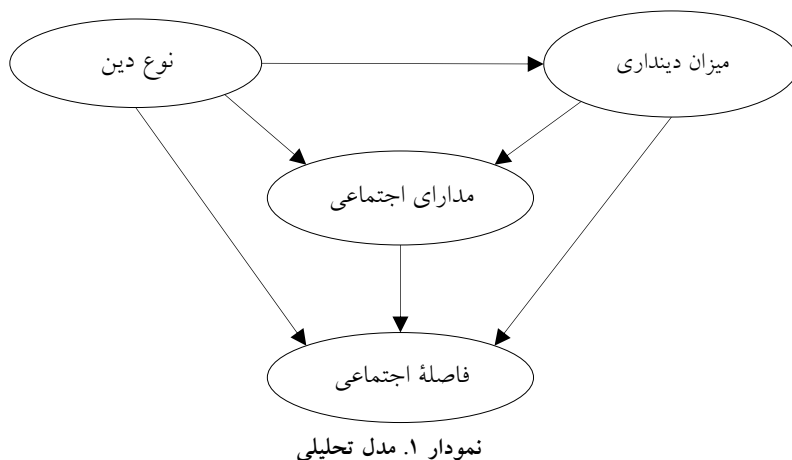 نوع دین
میزان دینداری
مدارای اجتماعی
فاصلهٔ اجتماعی
نمودار ۱. مدل تحلیلی